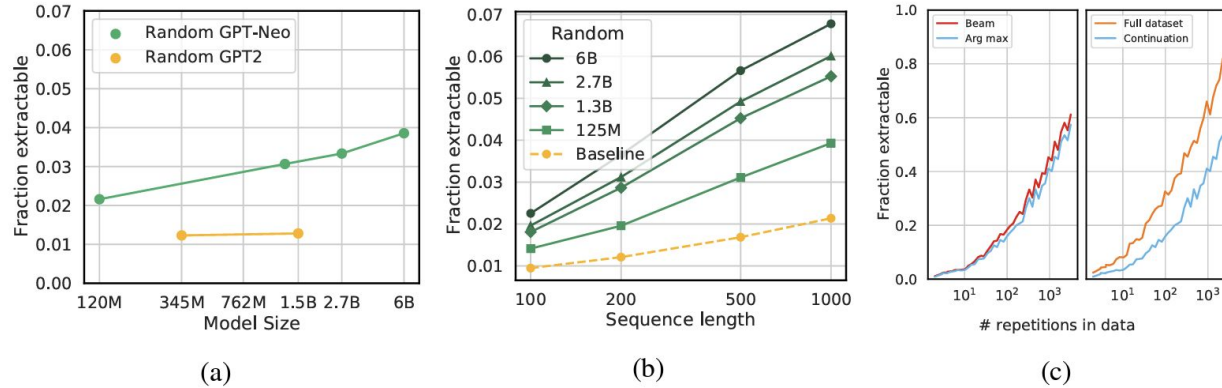 0.07
0.06
0.05
0.04
0.03
0.02
0.01
0.00
Fraction extractable
Random GPT-Neo
Random GPT2
120M 345M 762M 1.5B 2.7B 6B
Model Size
(a)
0.07
0.06
0.05
0.04
0.03
0.02
0.01
Fraction extractable
Random
6B
2.7B
1.3B
125M
Baseline
100 200 500 1000
Sequence length
(b)
1.0
0.8
0.6
0.4
0.2
0.0
Fraction extractable
Beam
Arg max
Full dataset
Continuation
10¹ 10² 10³ 10¹ 10² 10³
# repetitions in data
(c)